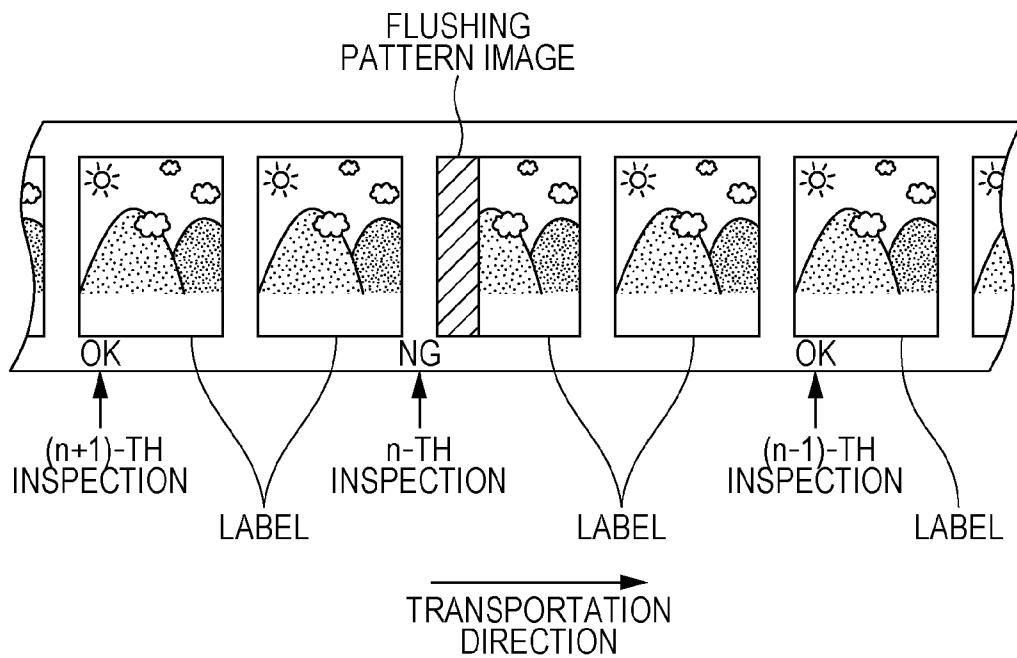 FLUSHING
PATTERN IMAGE
OK
NG
OK
(n+1)-TH
INSPECTION
n-TH
INSPECTION
(n-1)-TH
INSPECTION
LABEL
LABEL
LABEL
TRANSPORTATION
DIRECTION